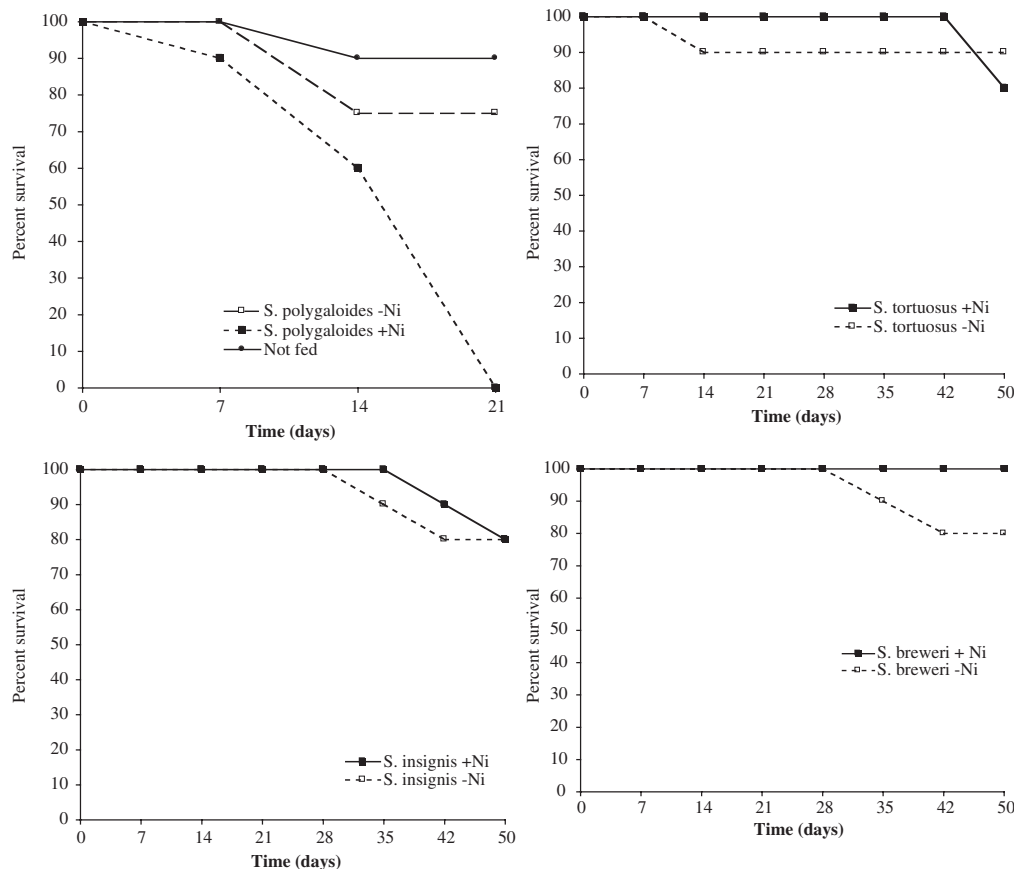 100
90
80
70
60
50
40
30
20
10
0
Percent survival
S. polygaloides -Ni
S. polygaloides +Ni
Not fed
0 7 14 21
Time (days)
100
90
80
70
60
50
40
30
20
10
0
Percent survival
S. tortuosus +Ni
S. tortuosus -Ni
0 7 14 21 28 35 42 50
Time (days)
100
90
80
70
60
50
40
30
20
10
0
Percent survival
S. insignis +Ni
S. insignis -Ni
0 7 14 21 28 35 42 50
Time (days)
100
90
80
70
60
50
40
30
20
10
0
Percent survival
S. breweri + Ni
S. breweri -Ni
0 7 14 21 28 35 42 50
Time (days)